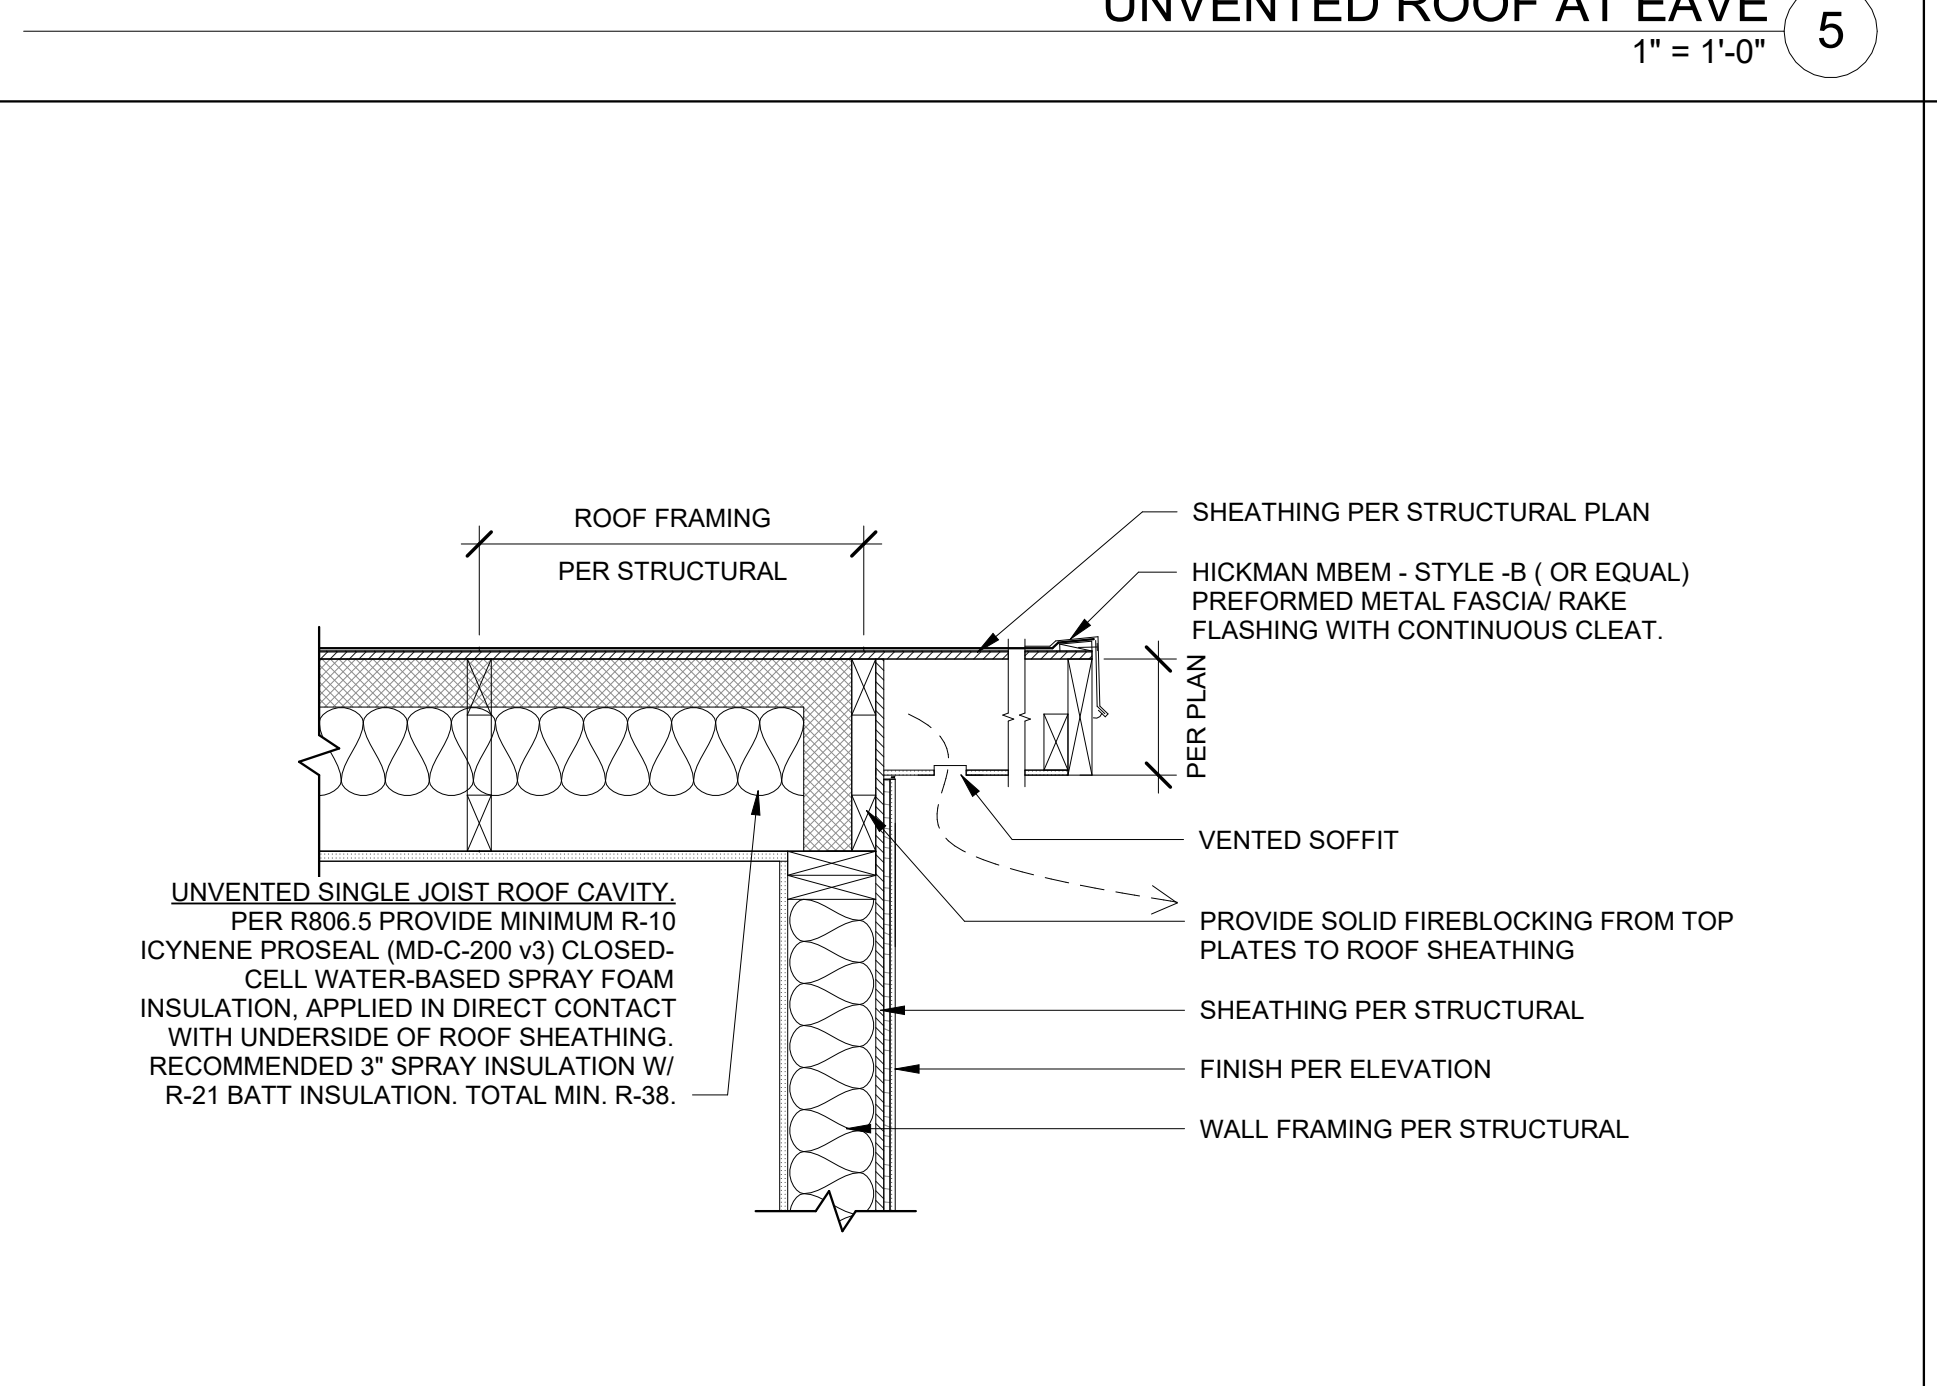 UNVENTED ROOF AT EAVE
5
1" = 1'-0"
ROOF FRAMING
PER STRUCTURAL
SHEATHING PER STRUCTURAL PLAN
HICKMAN MBEM - STYLE -B ( OR EQUAL)
PREFORMED METAL FASCIA/ RAKE
FLASHING WITH CONTINUOUS CLEAT.
PER PLAN
VENTED SOFFIT
PROVIDE SOLID FIREBLOCKING FROM TOP
PLATES TO ROOF SHEATHING
SHEATHING PER STRUCTURAL
FINISH PER ELEVATION
WALL FRAMING PER STRUCTURAL
UNVENTED SINGLE JOIST ROOF CAVITY.
PER R806.5 PROVIDE MINIMUM R-10
ICYNENE PROSEAL (MD-C-200 v3) CLOSED-
CELL WATER-BASED SPRAY FOAM
INSULATION, APPLIED IN DIRECT CONTACT
WITH UNDERSIDE OF ROOF SHEATHING.
RECOMMENDED 3" SPRAY INSULATION W/
R-21 BATT INSULATION. TOTAL MIN. R-38.